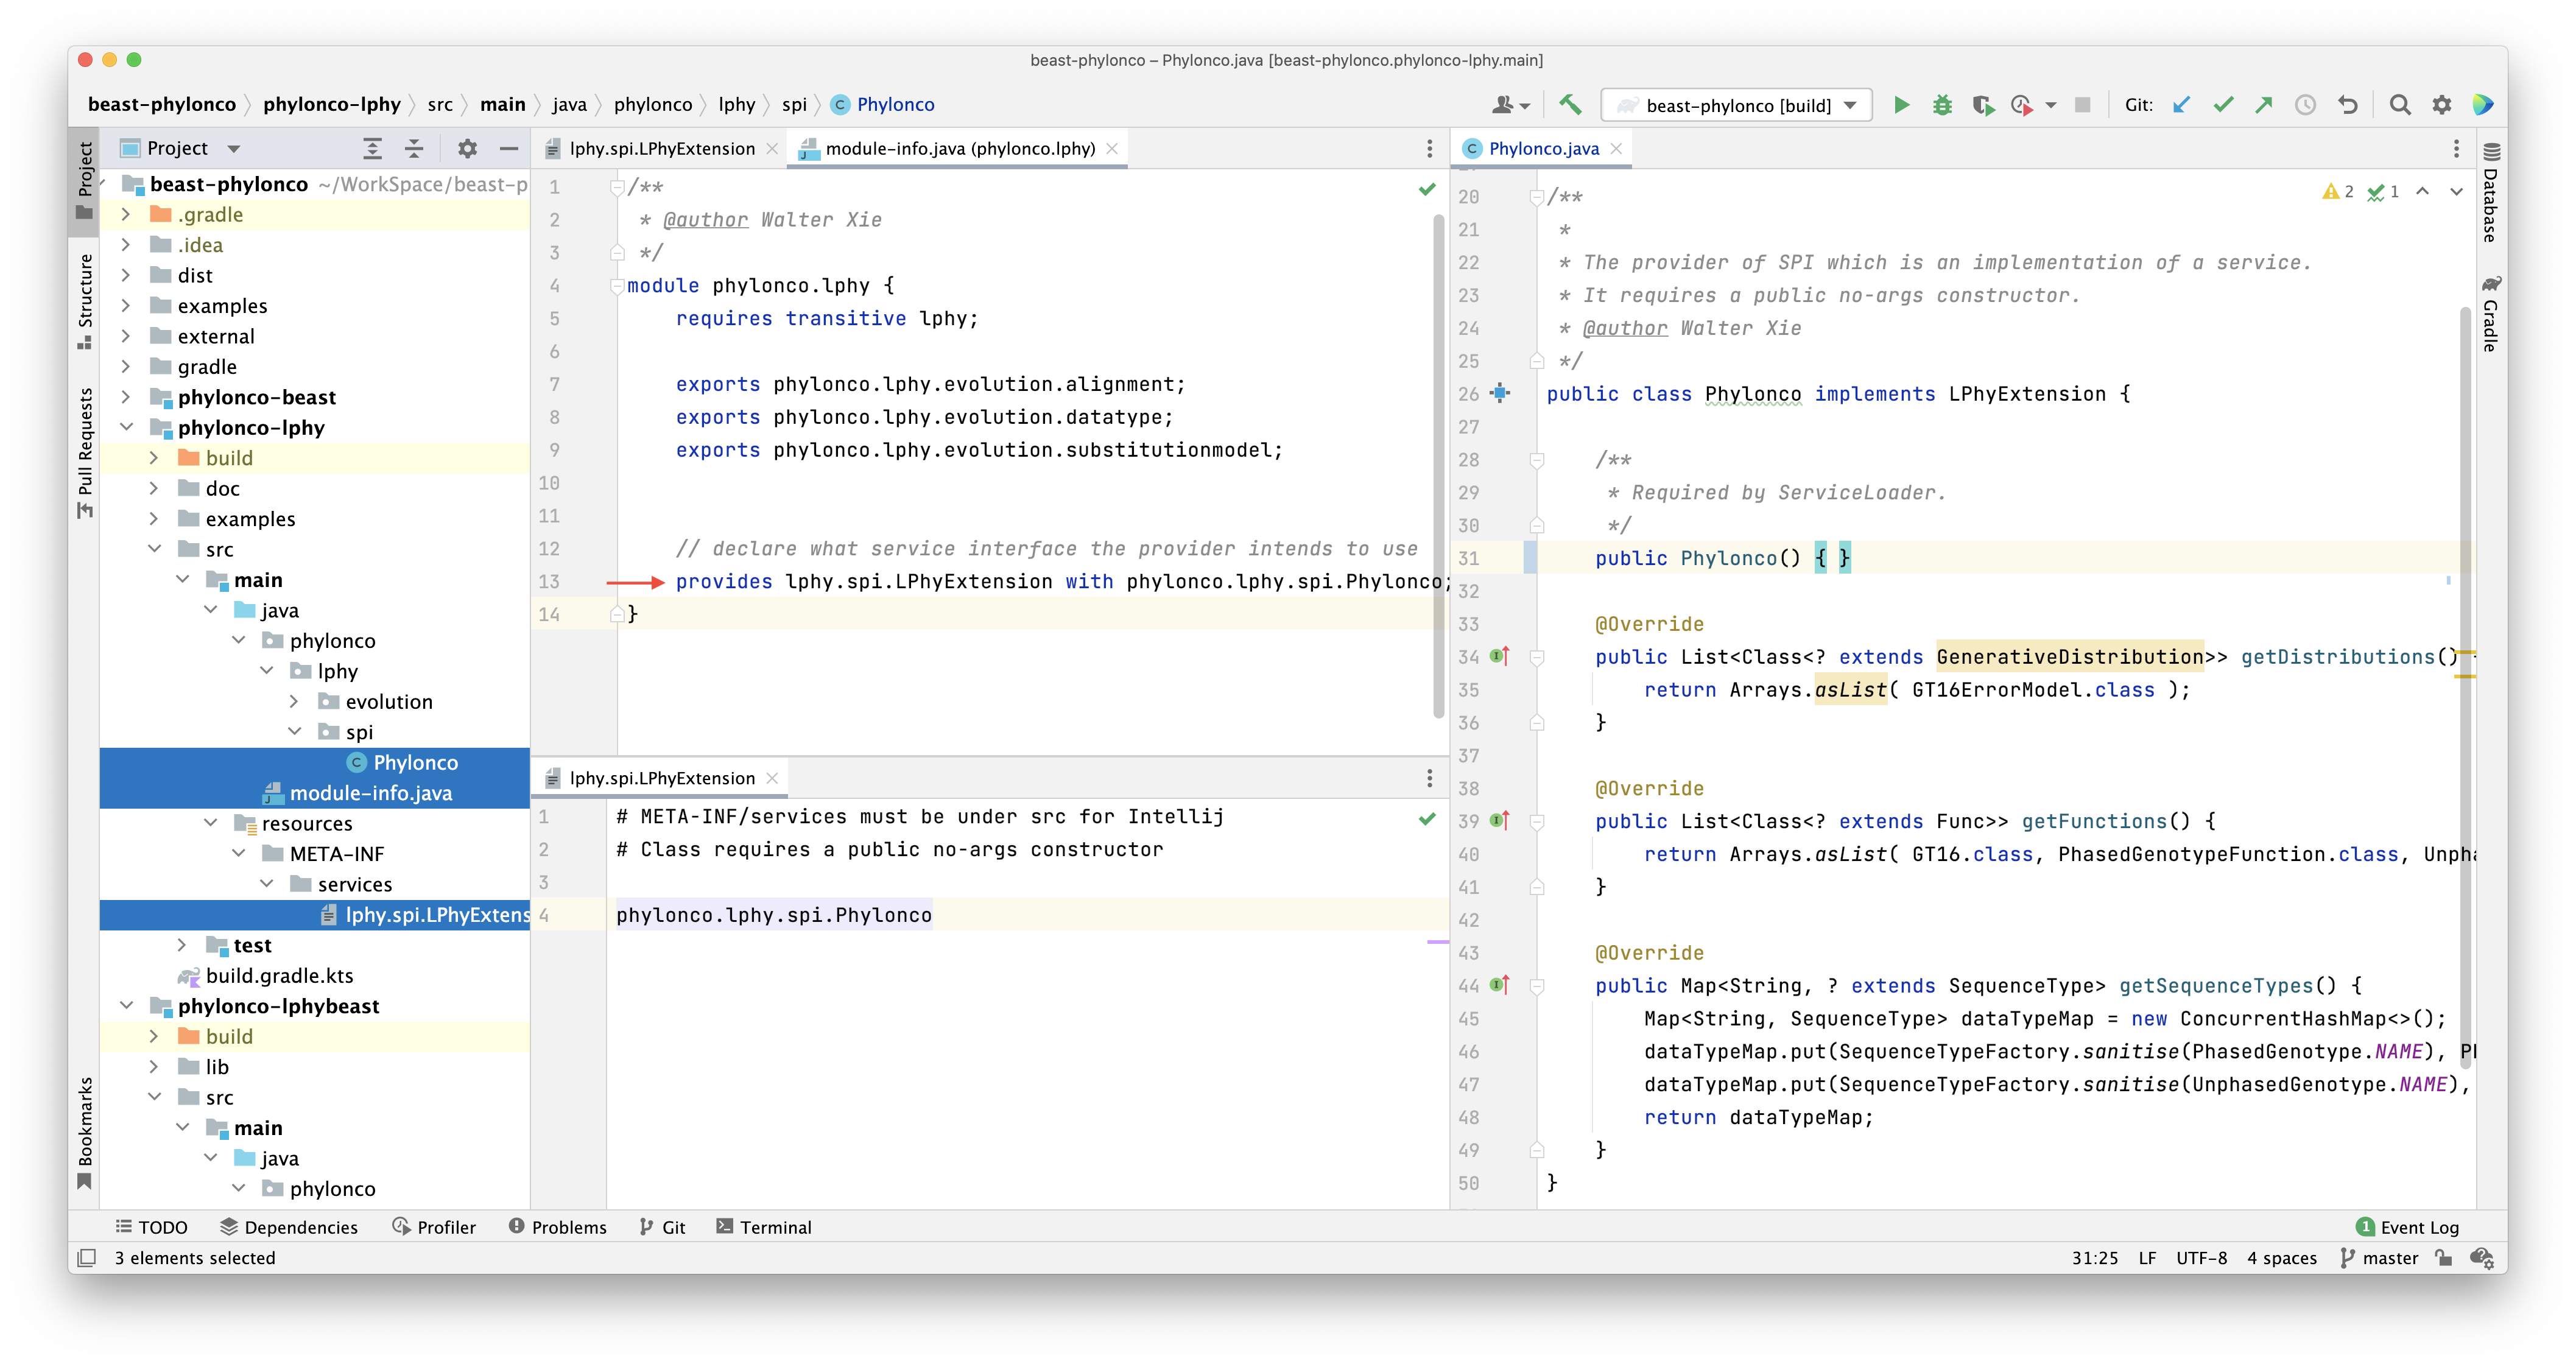 beast-phylonco – Phylonco.java [beast-phylonco.phylonco-lphy.main]
beast-phylonco phylonco-lphy src main java phylonco lphy spi C Phylonco
beast-phylonco [build]
Git:
Project
Structure
Pull Requests
Bookmarks
Project
beast-phylonco ~/WorkSpace/beast-p
.gradle
.idea
dist
examples
external
gradle
phylonco-beast
phylonco-lphy
build
doc
examples
src
main
java
phylonco
lphy
evolution
spi
C Phylonco
module-info.java
resources
META-INF
services
lphy.spi.LPhyExtens
test
build.gradle.kts
phylonco-lphybeast
build
lib
src
main
java
phylonco
lphy.spi.LPhyExtension module-info.java (phylonco.lphy)
1 /**
2 * @author Walter Xie
3 */
4 module phylonco.lphy {
5 requires transitive lphy;
6
7 exports phylonco.lphy.evolution.alignment;
8 exports phylonco.lphy.evolution.datatype;
9 exports phylonco.lphy.evolution.substitutionmodel;
10
11
12 // declare what service interface the provider intends to use
13 provides lphy.spi.LPhyExtension with phylonco.lphy.spi.Phylonco;
14 }
lphy.spi.LPhyExtension
1 # META-INF/services must be under src for Intellij
2 # Class requires a public no-args constructor
3
4 phylonco.lphy.spi.Phylonco
C Phylonco.java
2 1
20 /**
21 *
22 * The provider of SPI which is an implementation of a service.
23 * It requires a public no-args constructor.
24 * @author Walter Xie
25 */
26 public class Phylonco implements LPhyExtension {
27
28 /**
29 * Required by ServiceLoader.
30 */
31 public Phylonco() { }
32
33 @Override
34 public List<Class<? extends GenerativeDistribution>> getDistributions()
35 return Arrays.asList( GT16ErrorModel.class );
36 }
37
38 @Override
39 public List<Class<? extends Func>> getFunctions() {
40 return Arrays.asList( GT16.class, PhasedGenotypeFunction.class, Unpha
41 }
42
43 @Override
44 public Map<String, ? extends SequenceType> getSequenceTypes() {
45 Map<String, SequenceType> dataTypeMap = new ConcurrentHashMap<>();
46 dataTypeMap.put(SequenceTypeFactory.sanitise(PhasedGenotype.NAME), P
47 dataTypeMap.put(SequenceTypeFactory.sanitise(UnphasedGenotype.NAME),
48 return dataTypeMap;
49 }
50 }
Database
Gradle
TODO Dependencies Profiler Problems Git Terminal
1 Event Log
3 elements selected
31:25 LF UTF-8 4 spaces master